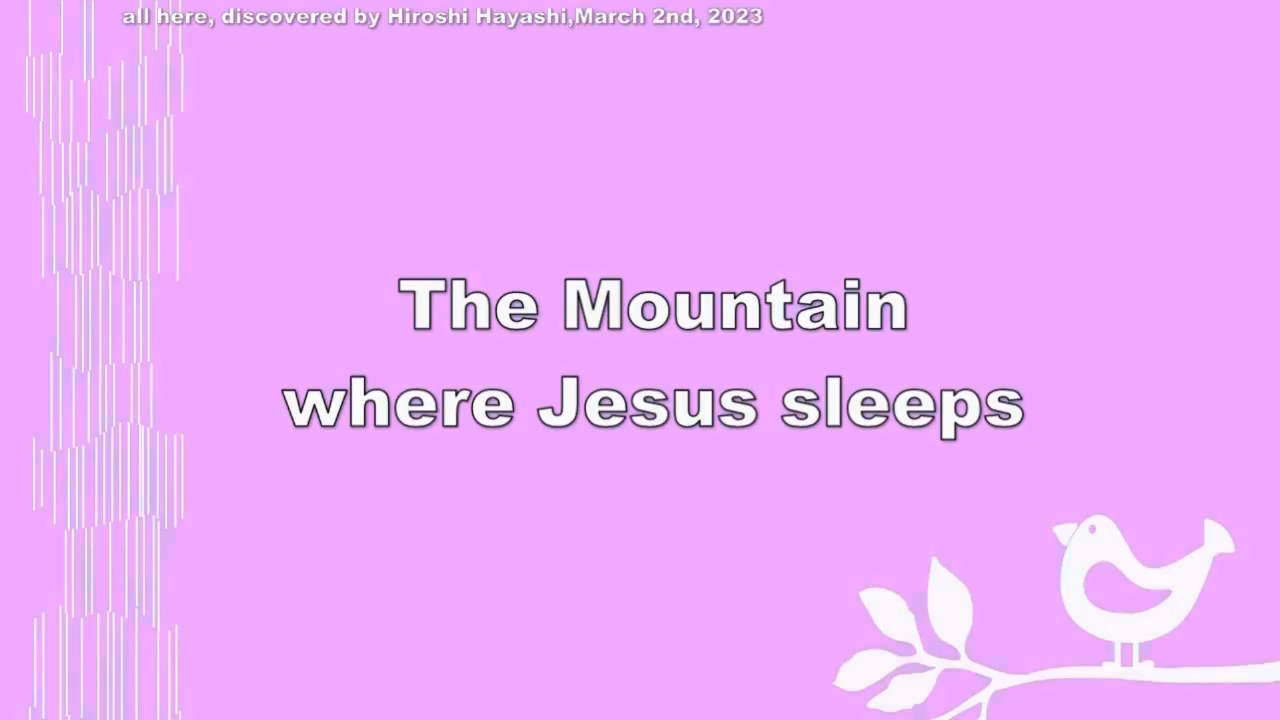 all here, discovered by Hiroshi Hayashi,March 2nd, 2023
The Mountain
where Jesus sleeps